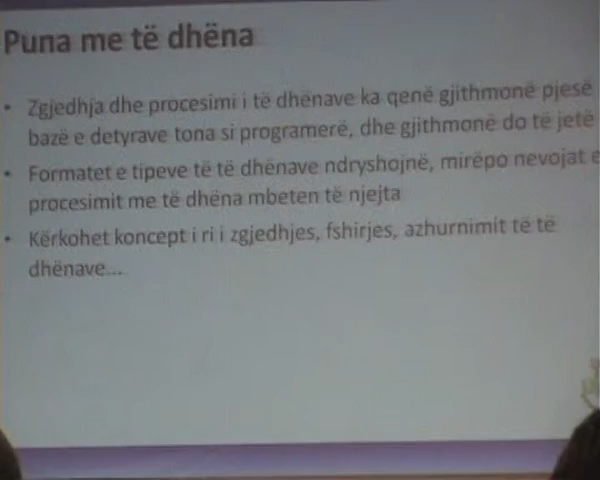 Puna me të dhëna
• Zgjedhja dhe procesimi i të dhënave ka qenë gjithmonë pjesë
bazë e detyrave tona si programerë, dhe gjithmonë do të jetë
• Formatet e tipeve të të dhënave ndryshojnë, mirëpo nevojat e
procesimit me të dhëna mbeten të njejta
• Kërkohet koncept i ri i zgjedhjes, fshirjes, azhurnimit të të
dhënave...